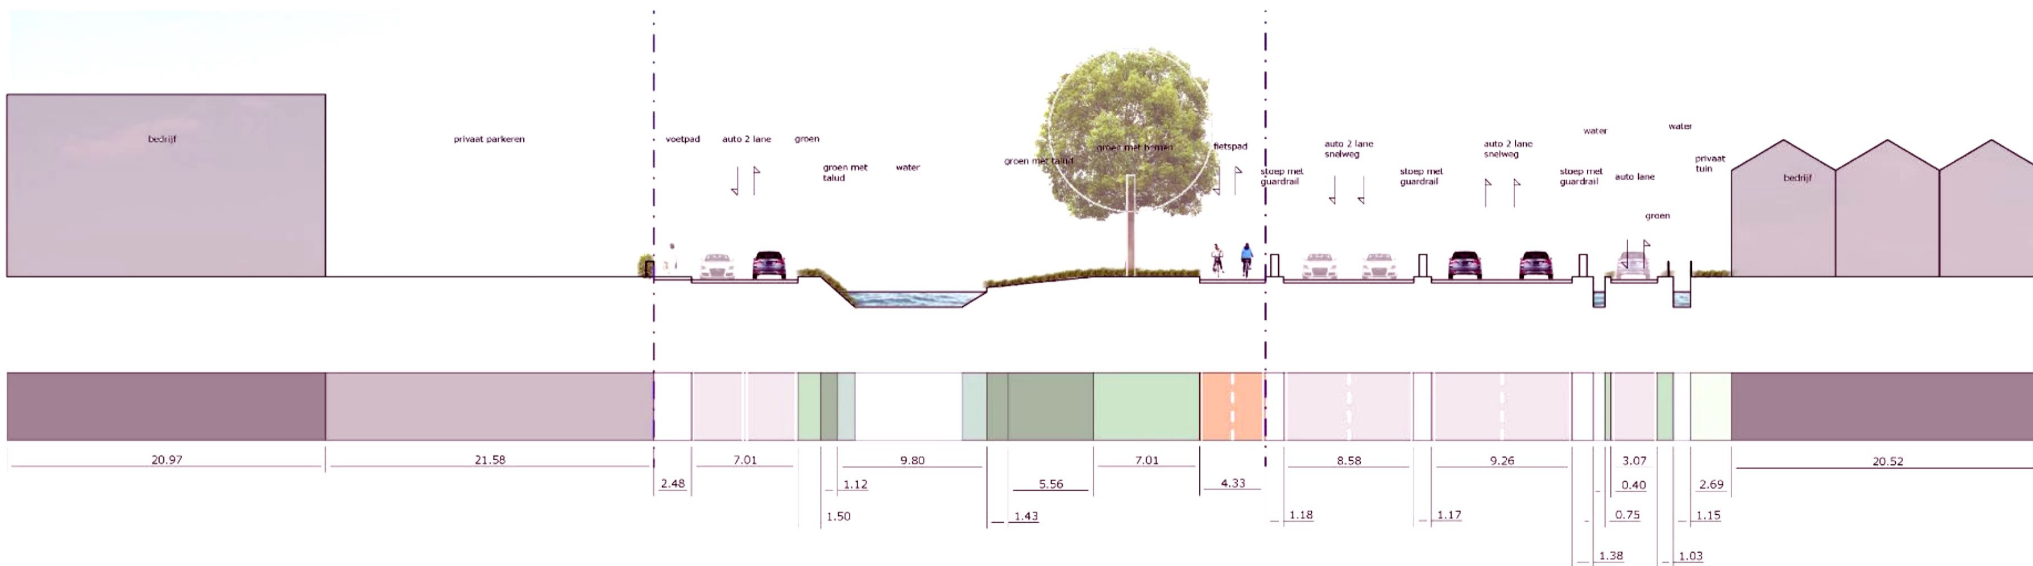 bedrijf
privaat parkeren
voetpad
auto 2 lane
groen
groen met
talud
water
groen met talud
groen met bomen
fietspad
stoep met
guardrail
auto 2 lane
snelweg
stoep met
guardrail
auto 2 lane
snelweg
stoep met
guardrail
water
auto lane
groen
water
privaat
tuin
bedrijf
20.97
21.58
7.01
9.80
7.01
8.58
9.26
3.07
20.52
2.48
1.12
5.56
4.33
0.40
2.69
1.50
1.43
1.18
1.17
0.75
1.15
1.38
1.03